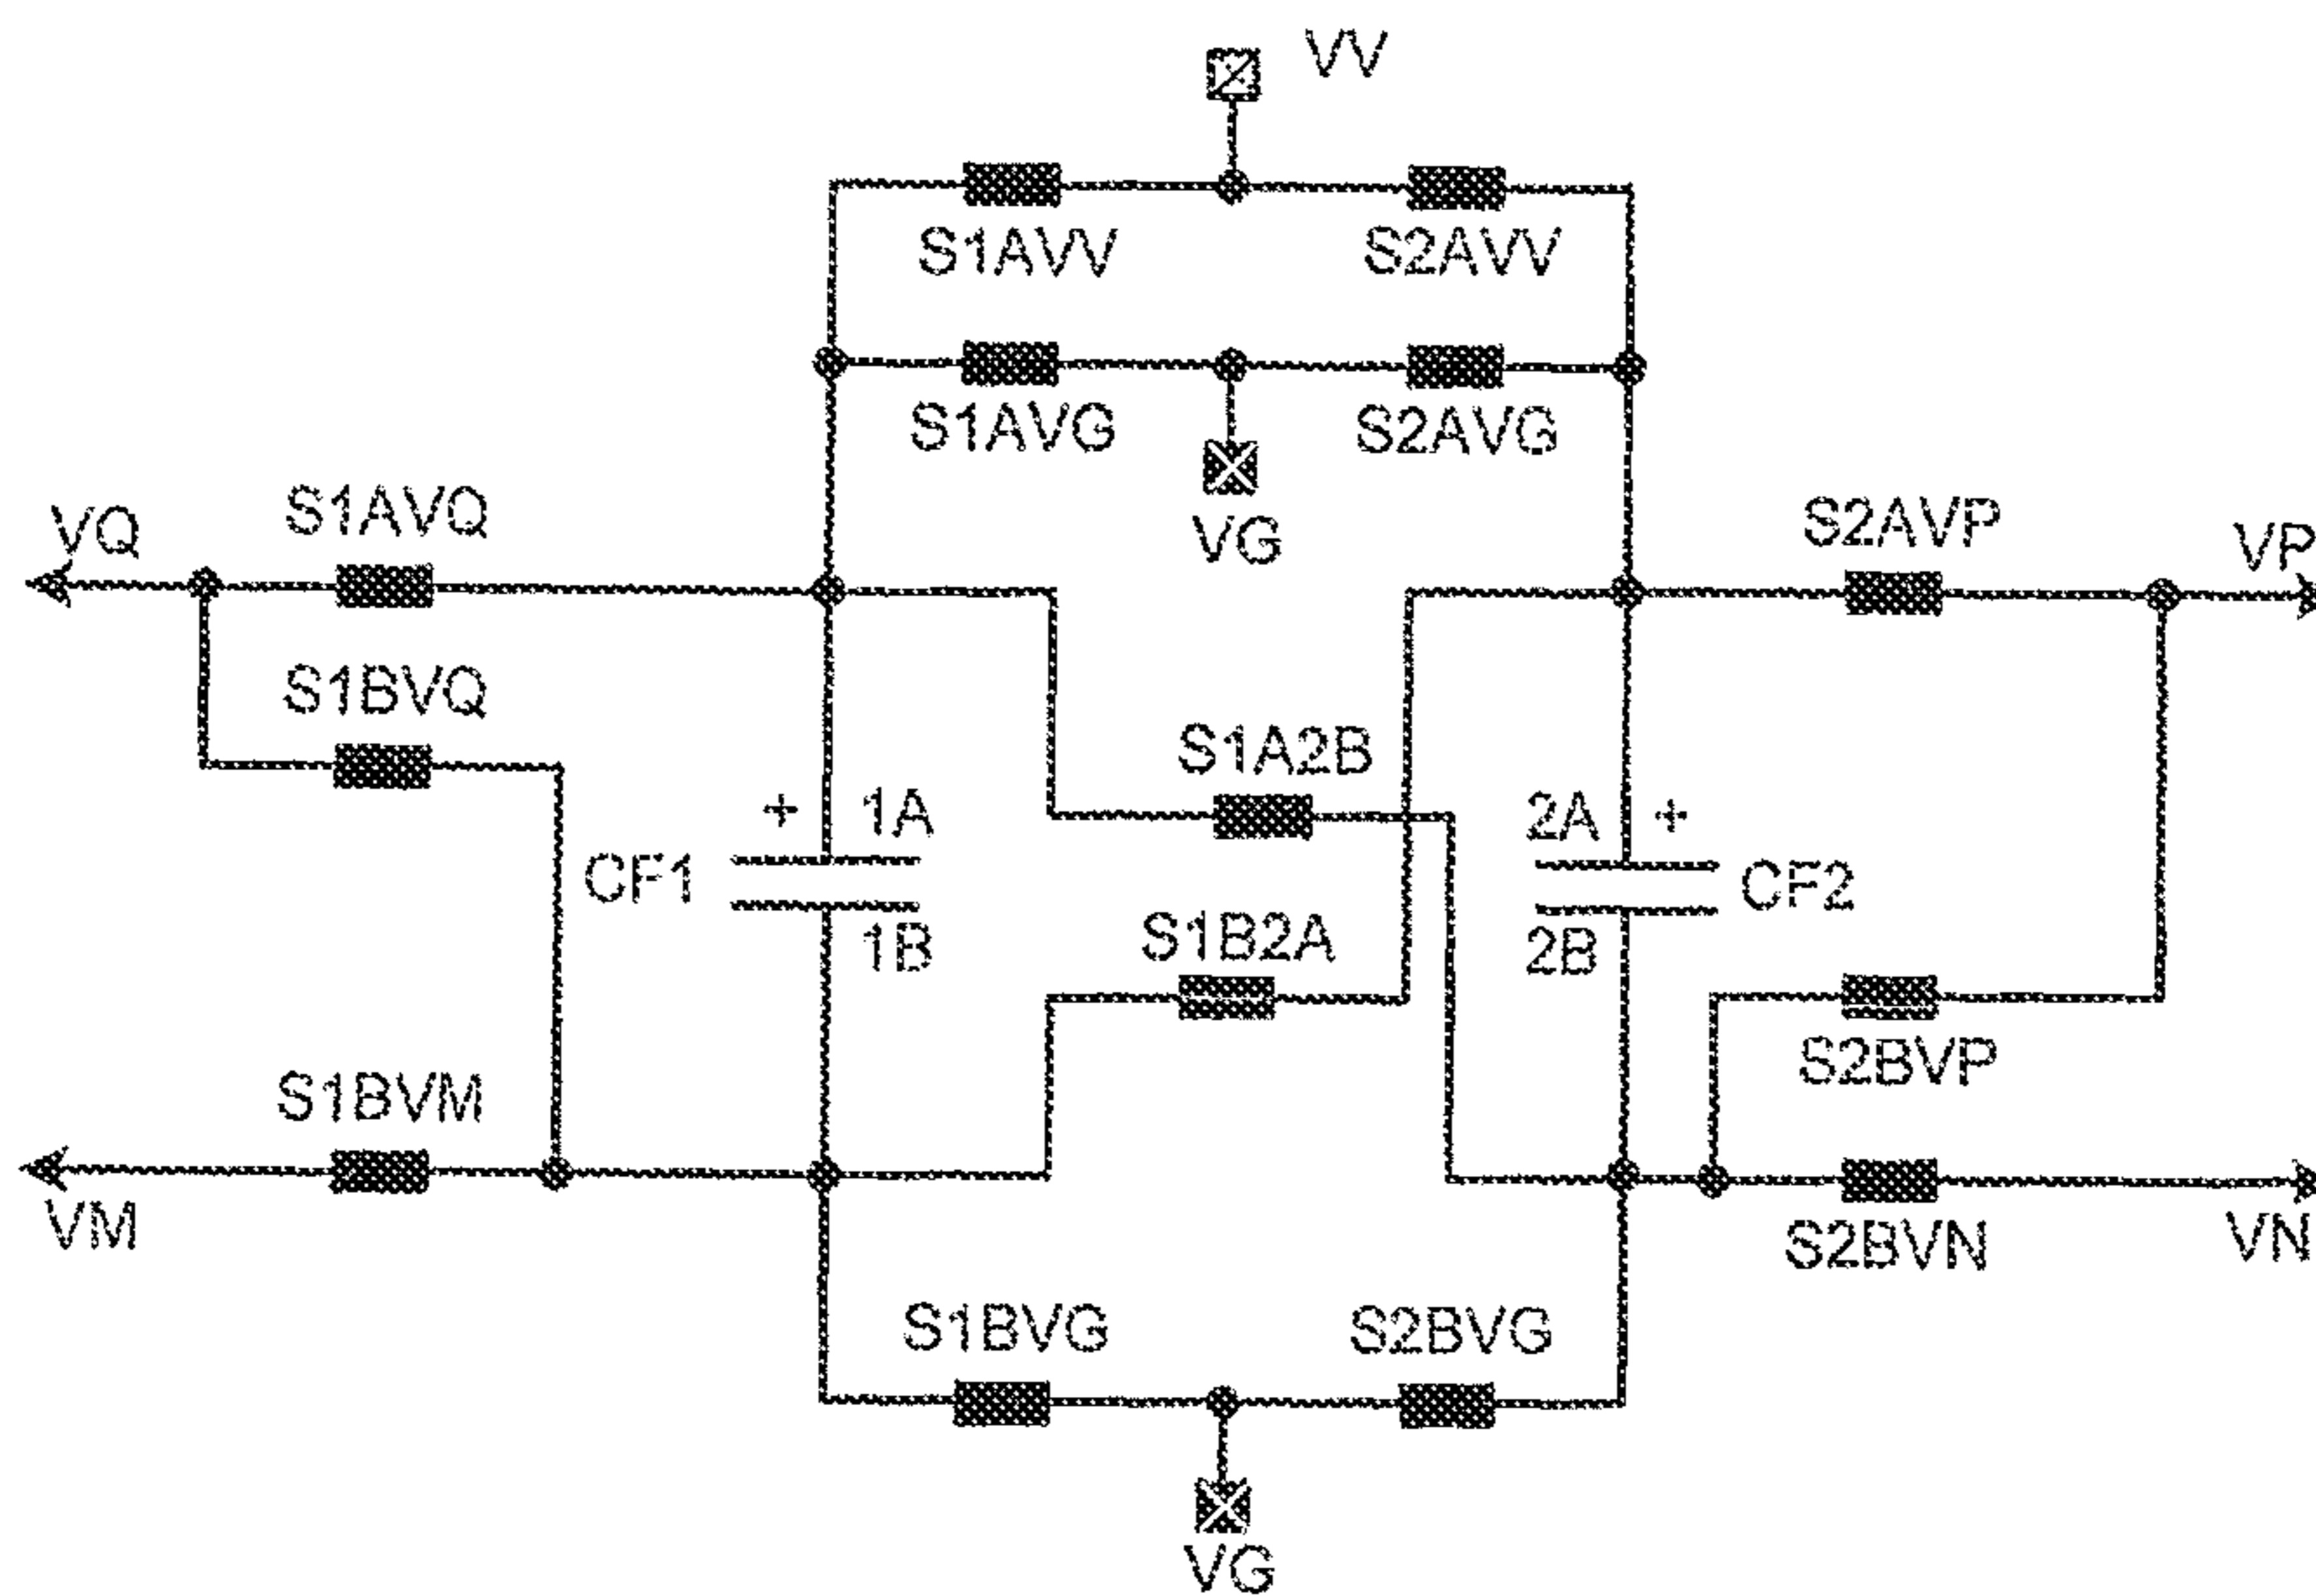 VV
S1AVV
S2AVV
S1AVG
S2AVG
VG
VQ
S1AVQ
S2AVP
VP
S1BVQ
S1A2B
+ 1A
2A +
CF1
CF2
1B
S1B2A
2B
S2BVP
S1BVM
VM
S2BVN
VN
S1BVG
S2BVG
VG